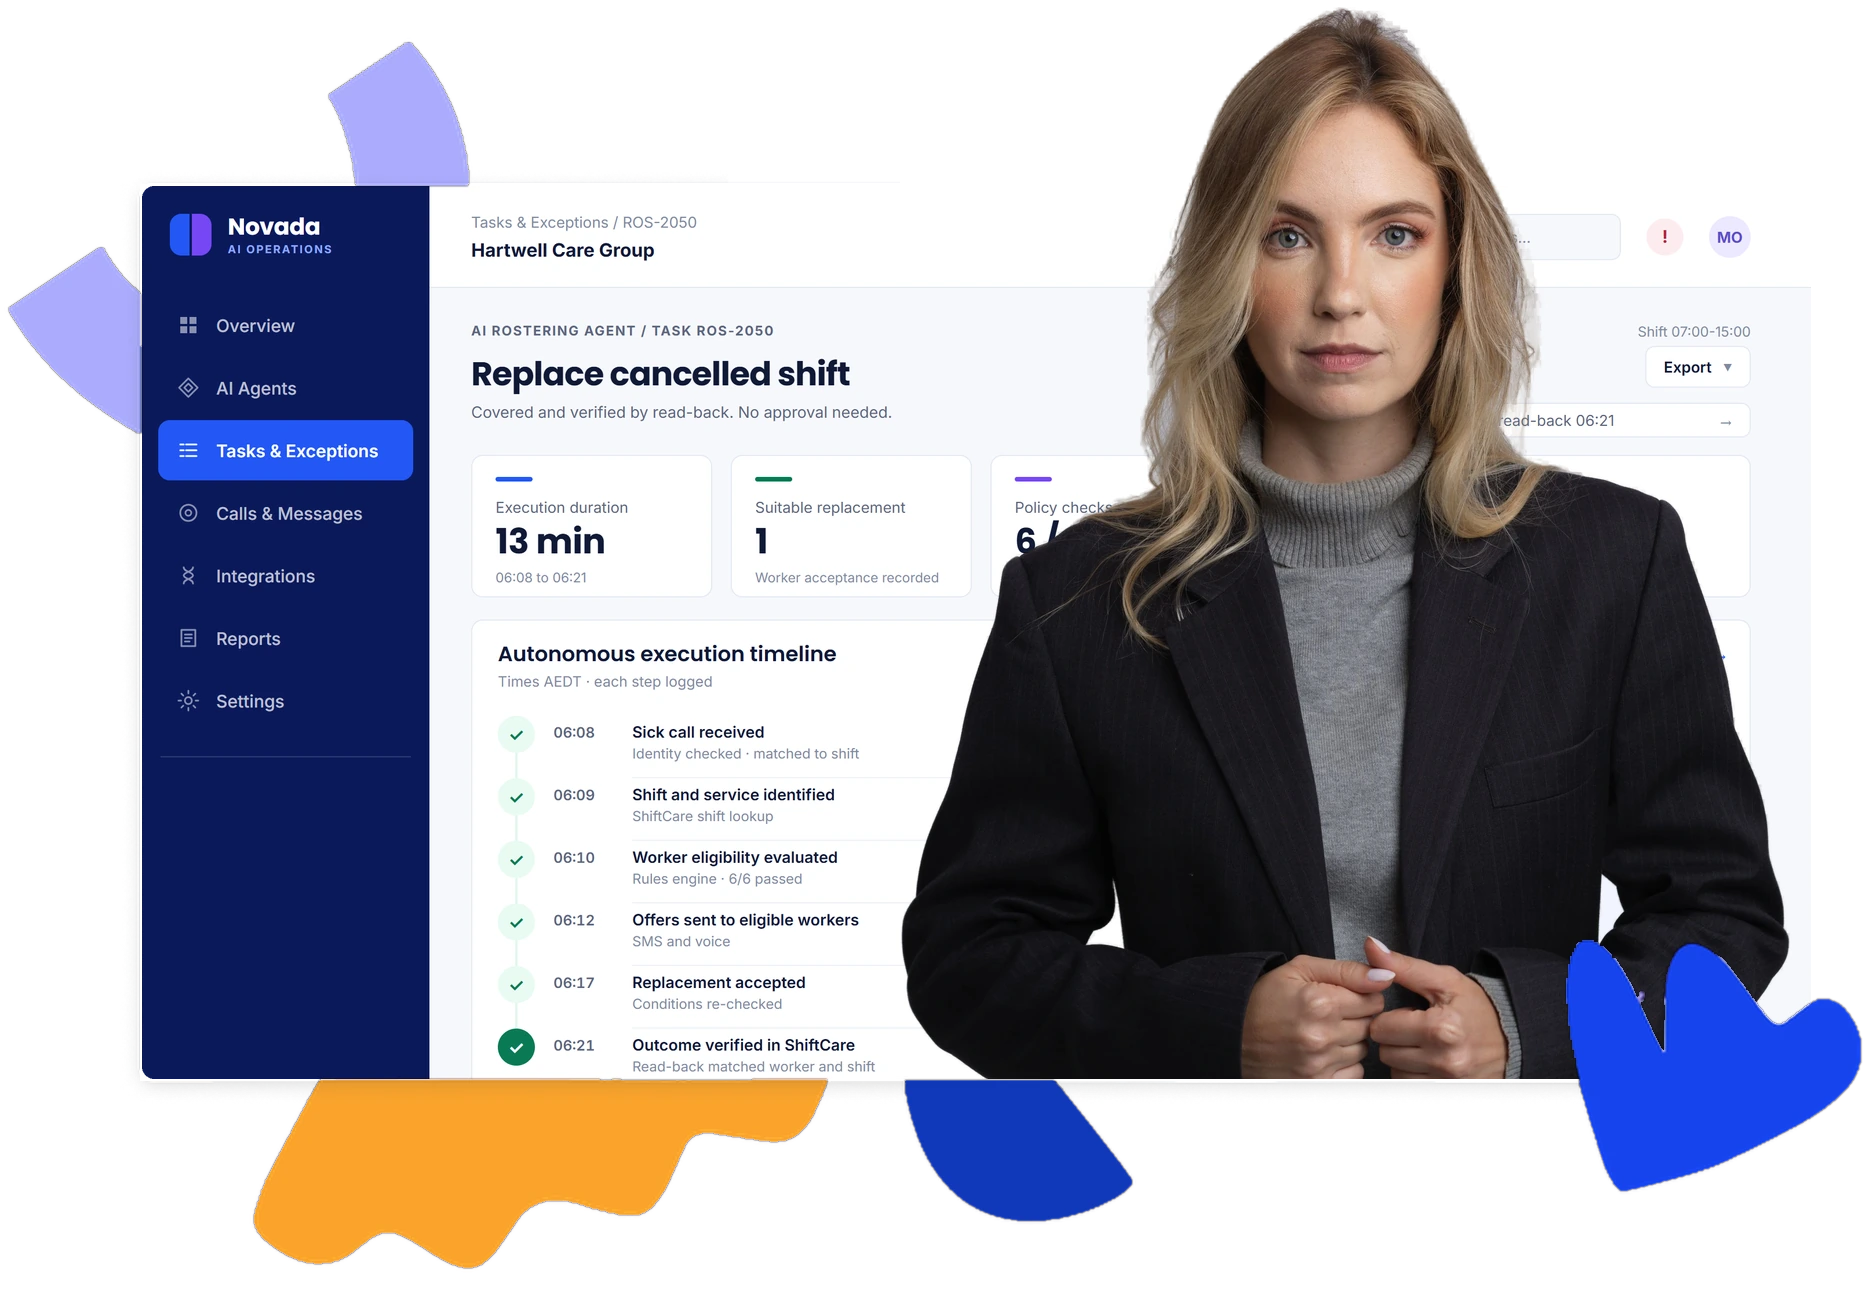 Novada
AI OPERATIONS
Overview
AI Agents
Tasks & Exceptions
Calls & Messages
Integrations
Reports
Settings
Tasks & Exceptions / ROS-2050
Hartwell Care Group
!
MO
AI ROSTERING AGENT / TASK ROS-2050
Replace cancelled shift
Covered and verified by read-back. No approval needed.
Shift 07:00-15:00
Export
read-back 06:21
Execution duration
13 min
06:08 to 06:21
Suitable replacement
1
Worker acceptance recorded
Policy checks
6 /
Autonomous execution timeline
Times AEDT · each step logged
06:08
Sick call received
Identity checked · matched to shift
06:09
Shift and service identified
ShiftCare shift lookup
06:10
Worker eligibility evaluated
Rules engine · 6/6 passed
06:12
Offers sent to eligible workers
SMS and voice
06:17
Replacement accepted
Conditions re-checked
06:21
Outcome verified in ShiftCare
Read-back matched worker and shift